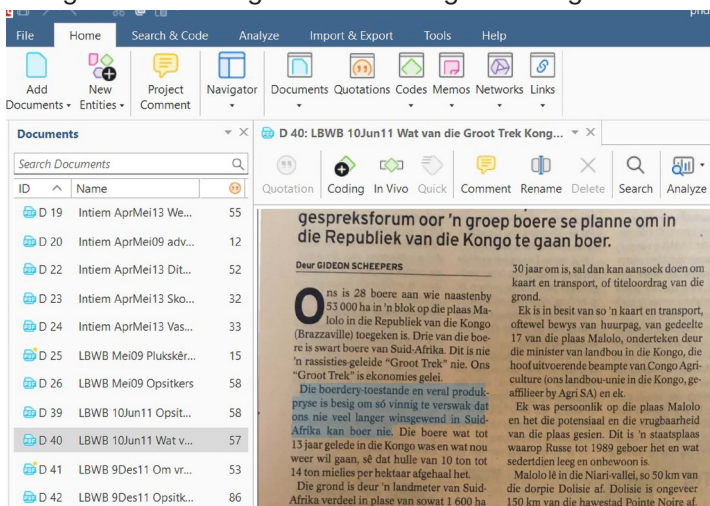 File Home Search & Code Analyze Import & Export Tools Help
Add Documents
New Entities
Project Comment
Navigator
Documents Quotations Codes Memos Networks Links
Documents
Search Documents
ID Name
D 19 Intiem AprMei13 We... 55
D 20 Intiem AprMei09 adv... 12
D 22 Intiem AprMei13 Dit... 52
D 23 Intiem AprMei13 Sko... 32
D 24 Intiem AprMei13 Vas... 33
D 25 LBWB Mei09 Plukskêr... 15
D 26 LBWB Mei09 Opsitkers 58
D 39 LBWB 10Jun11 Opsit... 58
D 40 LBWB 10Jun11 Wat v... 57
D 41 LBWB 9Des11 Om vr... 53
D 42 LBWB 9Des11 Opsitk... 86
D 40: LBWB 10Jun11 Wat van die Groot Trek Kong...
Quotation Coding In Vivo Quick Comment Rename Delete Search Analyze
gespreksforum oor 'n groep boere se planne om in
die Republiek van die Kongo te gaan boer.
Deur GIDEON SCHEEPERS
Ons is 28 boere aan wie naastenby
53 000 ha in 'n blok op die plaas Ma-
lolo in die Republiek van die Kongo
(Brazzaville) toegeken is. Drie van die boe-
re is swart boere van Suid-Afrika. Dit is nie
'n rassisties-geleide "Groot Trek" nie. Ons
"Groot Trek" is ekonomies gelei.
Die boerdery-toestande en veral produk-
pryse is besig om só vinnig te verswak dat
ons nie veel langer winsgewend in Suid-
Afrika kan boer nie. Die boere wat tot
13 jaar gelede in die Kongo was en wat nou
weer wil gaan, sê dat hulle van 10 ton tot
14 ton mielies per hektaar afgehaal het.
Die grond is deur 'n landmeter van Suid-
Afrika verdeel in plase van sowat 1 600 ha
30 jaar om is, sal dan kan aansoek doen om
kaart en transport, of titeloordrag van die
grond.
Ek is in besit van so 'n kaart en transport,
oftewel bewys van huurpag, van gedeelte
17 van die plaas Malolo, onderteken deur
die minister van landbou in die Kongo, die
hoof uitvoerende beampte van Congo Agri-
culture (ons landbou-unie in die Kongo, ge-
affilieer by Agri SA) en ek.
Ek was persoonlik op die plaas Malolo
en het die potensiaal en die vrugbaarheid
van die plaas gesien. Dit is 'n staatsplaas
waarop Russe tot 1989 geboer het en wat
sedertdien leeg en onbewoon is.
Malolo lê in die Niari-vallei, so 50 km van
die dorpie Dolisie af. Dolisie is ongeveer
150 km van die hawestad Pointe Noire af.